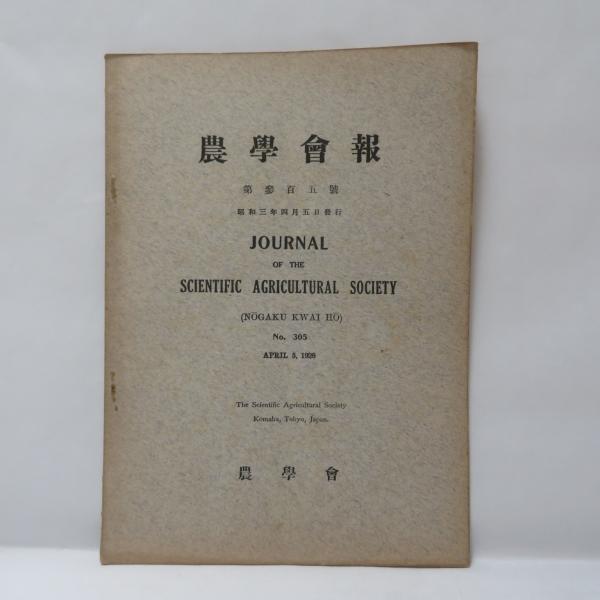 農學會報
第參百五號
昭和三年四月五日發行
JOURNAL
OF THE
SCIENTIFIC AGRICULTURAL SOCIETY
(NŌGAKU KWAI HŌ)
No. 305
APRIL 5, 1928
The Scientific Agricultural Society
Komaba, Tokyo, Japan.
農學會